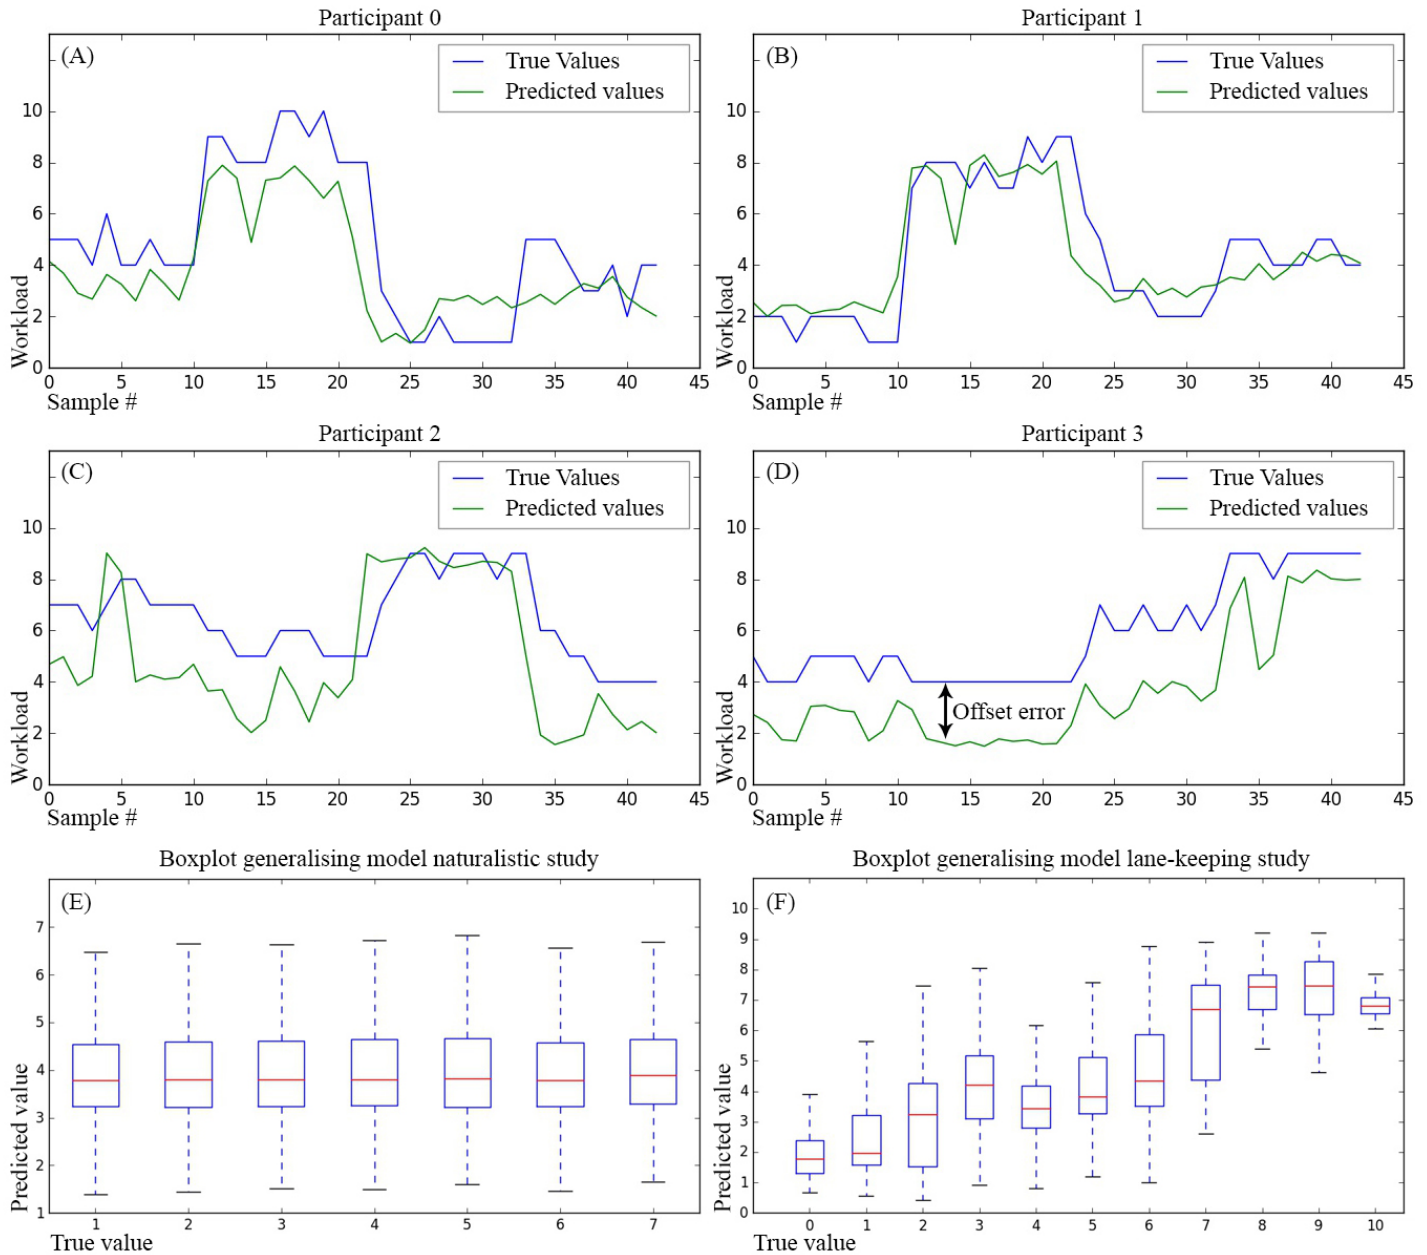 Participant 0
(A)
True Values
Predicted values
10
8
6
4
2
0
Workload
0 5 10 15 20 25 30 35 40 45
Sample #
Participant 1
(B)
True Values
Predicted values
10
8
6
4
2
0
Workload
0 5 10 15 20 25 30 35 40 45
Sample #
Participant 2
(C)
True Values
Predicted values
10
8
6
4
2
0
Workload
0 5 10 15 20 25 30 35 40 45
Sample #
Participant 3
(D)
True Values
Predicted values
10
8
6
4
2
0
Offset error
Workload
0 5 10 15 20 25 30 35 40 45
Sample #
Boxplot generalising model naturalistic study
(E)
7
6
5
4
3
2
1
Predicted value
1 2 3 4 5 6 7
True value
Boxplot generalising model lane-keeping study
(F)
10
9
8
7
6
5
4
3
2
1
0
Predicted value
0 1 2 3 4 5 6 7 8 9 10
True value